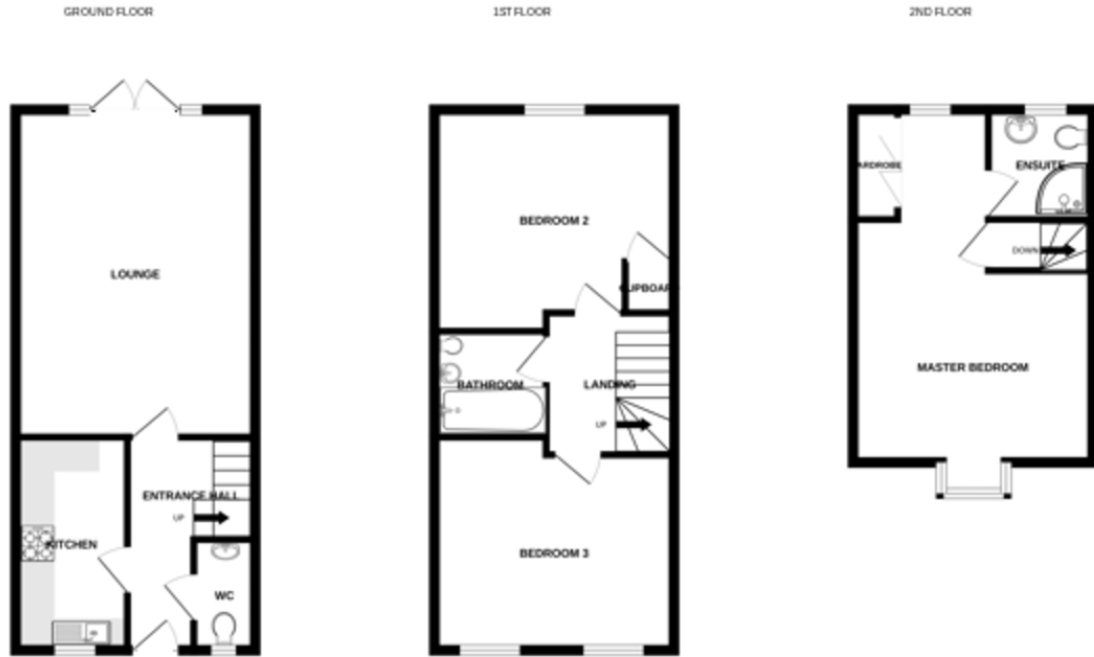 GROUND FLOOR
LOUNGE
ENTRANCE HALL
UP
KITCHEN
WC
1ST FLOOR
BEDROOM 2
CUPBOARD
BATHROOM
LANDING
UP
BEDROOM 3
2ND FLOOR
ARDROBE
ENSUITE
DOWN
MASTER BEDROOM